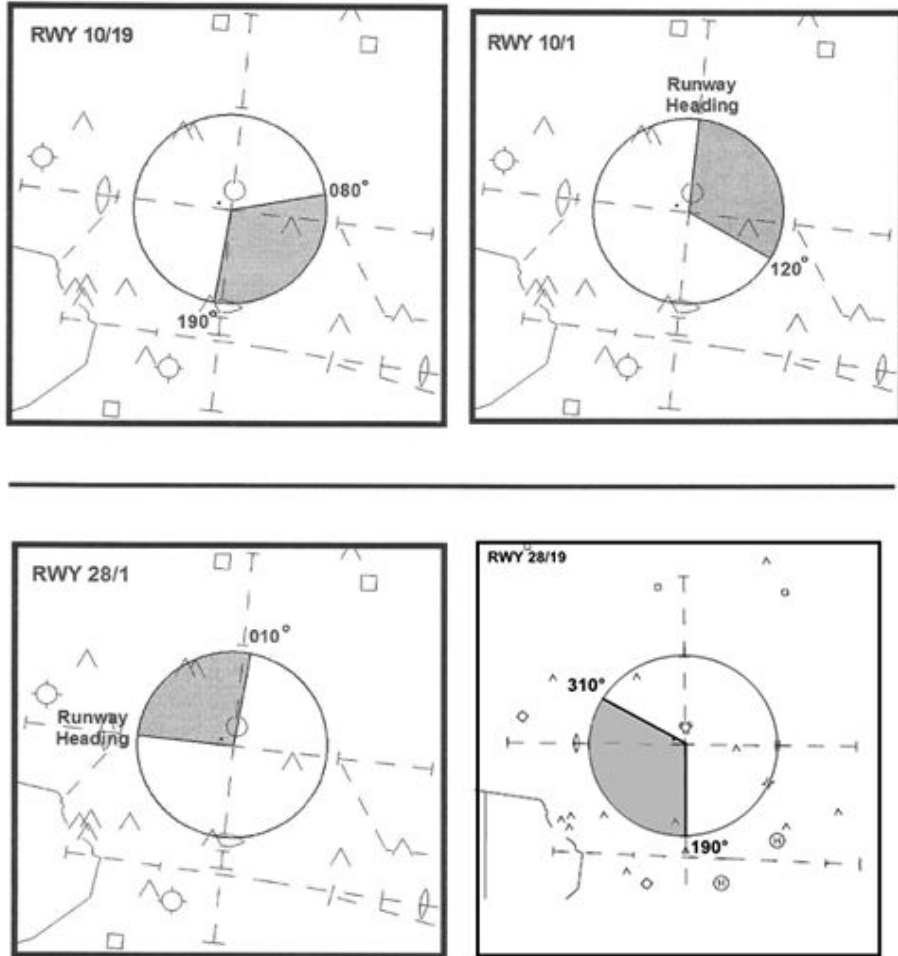 RWY 10/19
080°
190°
RWY 10/1
Runway
Heading
120°
RWY 28/1
010°
Runway
Heading
RWY 28/19
310°
190°
H
H